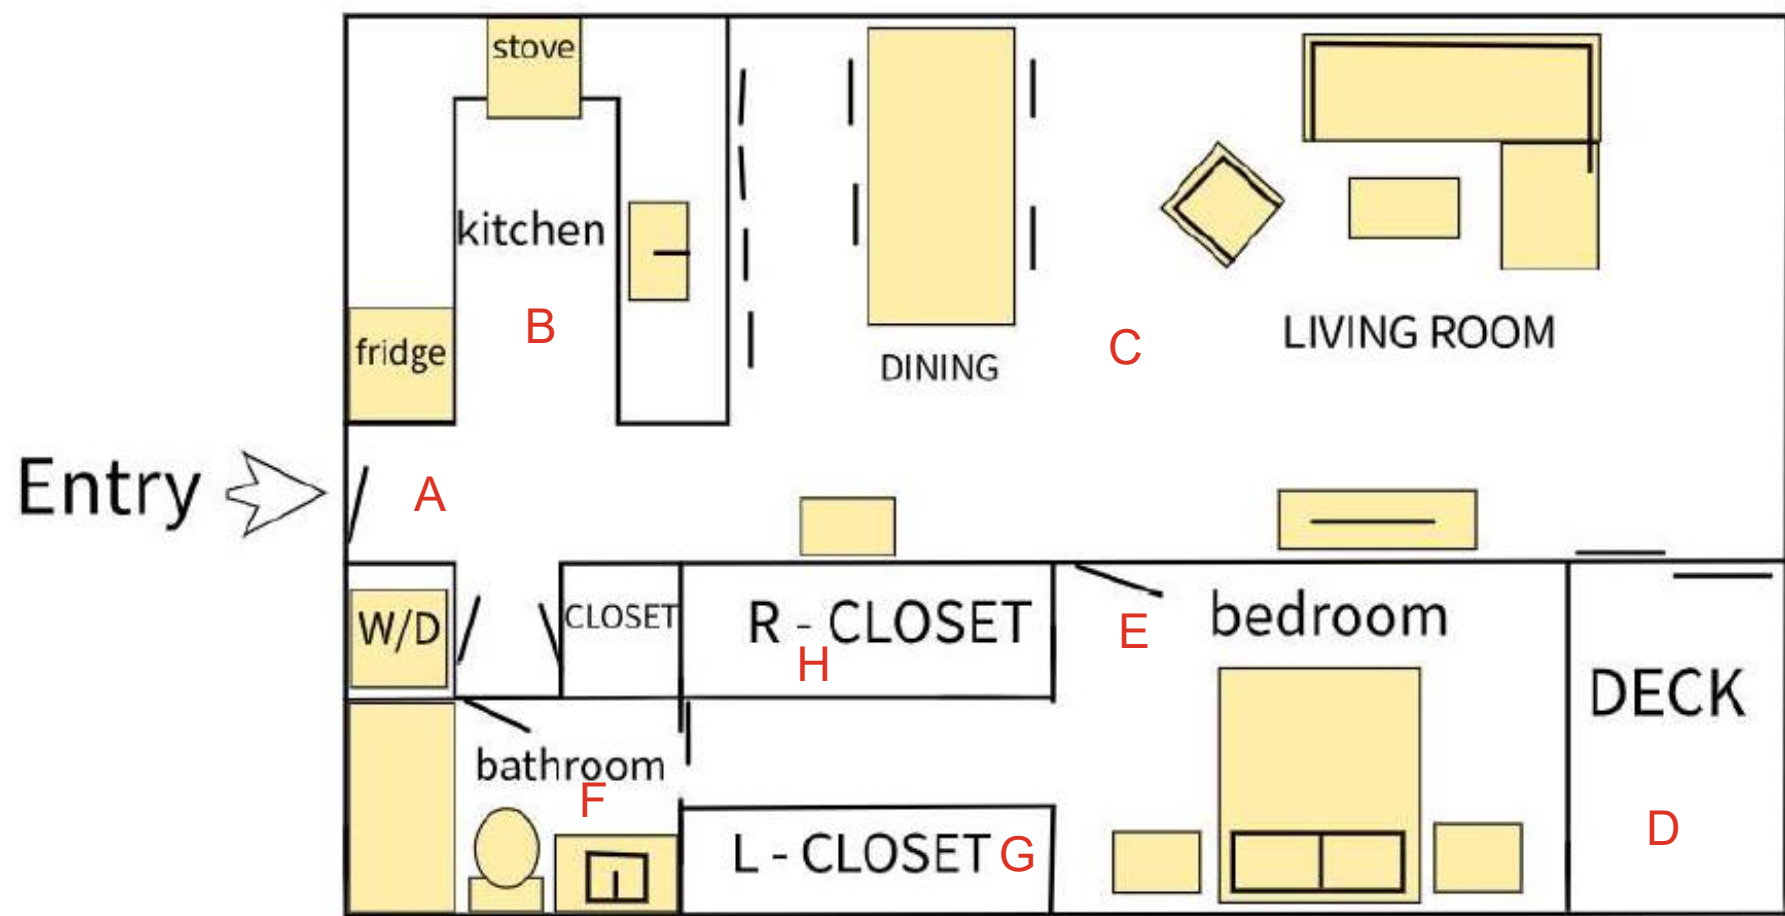 stove
kitchen
B
fridge
DINING
C
LIVING ROOM
Entry
A
W/D
CLOSET
R - CLOSET
H
E
bedroom
DECK
bathroom
F
L - CLOSET
G
D